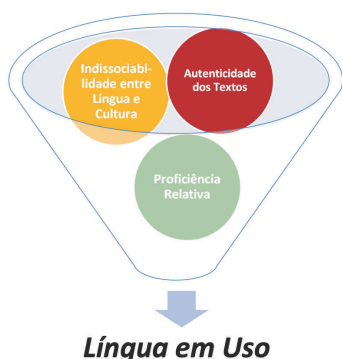 Indissociabi-
lidade entre
Língua e
Cultura
Autenticidade
dos Textos
Proficiência
Relativa
Língua em Uso